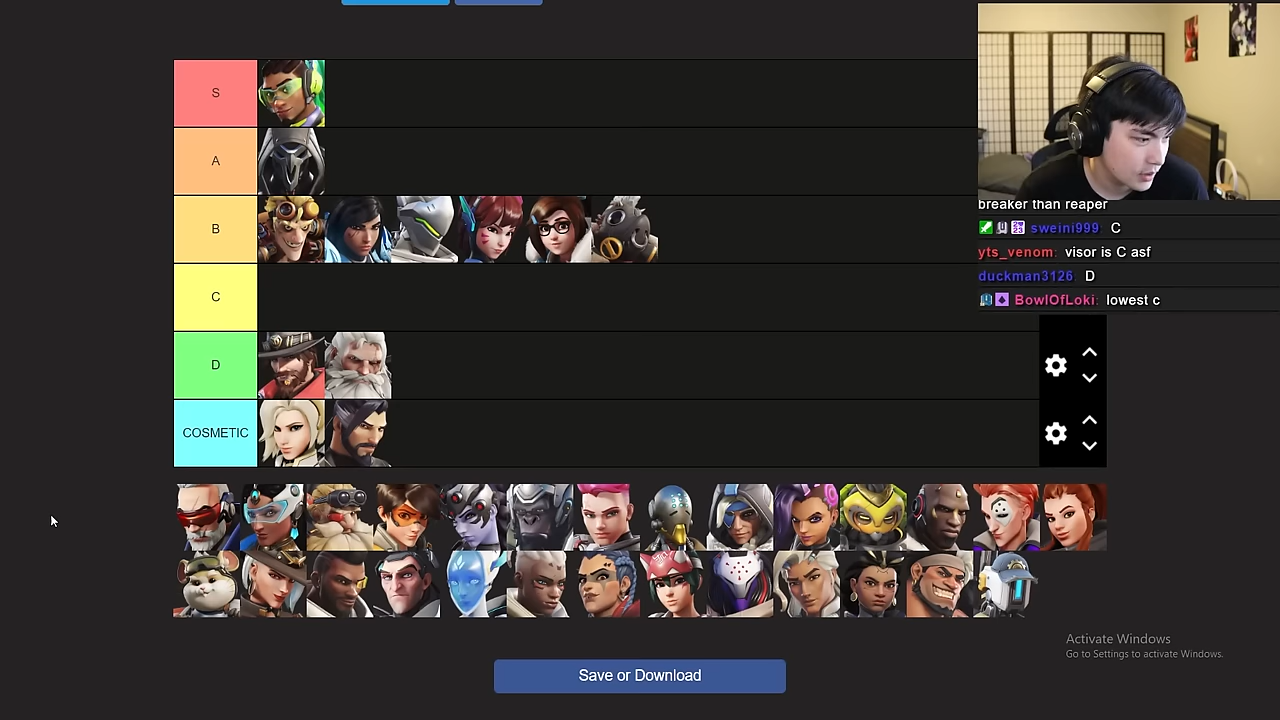 S
A
B
C
D
COSMETIC
breaker than reaper
sweini999: C
yts_venom: visor is C asf
duckman3126: D
BowlOfLoki: lowest c
Activate Windows
Go to Settings to activate Windows.
Save or Download